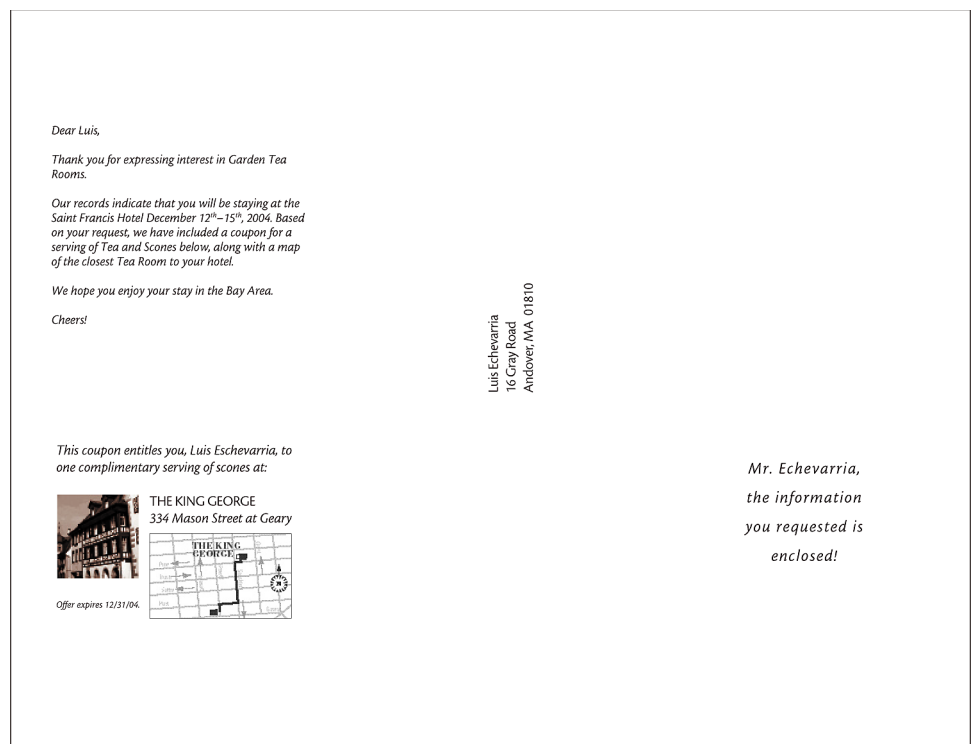 Dear Luis,
Thank you for expressing interest in Garden Tea
Rooms.
Our records indicate that you will be staying at the
Saint Francis Hotel December 12th–15th, 2004. Based
on your request, we have included a coupon for a
serving of Tea and Scones below, along with a map
of the closest Tea Room to your hotel.
We hope you enjoy your stay in the Bay Area.
Cheers!
Luis Echevarria
16 Gray Road
Andover, MA 01810
This coupon entitles you, Luis Eschevarria, to
one complimentary serving of scones at:
THE KING GEORGE
334 Mason Street at Geary
THE KING
GEORGE
Offer expires 12/31/04.
Mr. Echevarria,
the information
you requested is
enclosed!